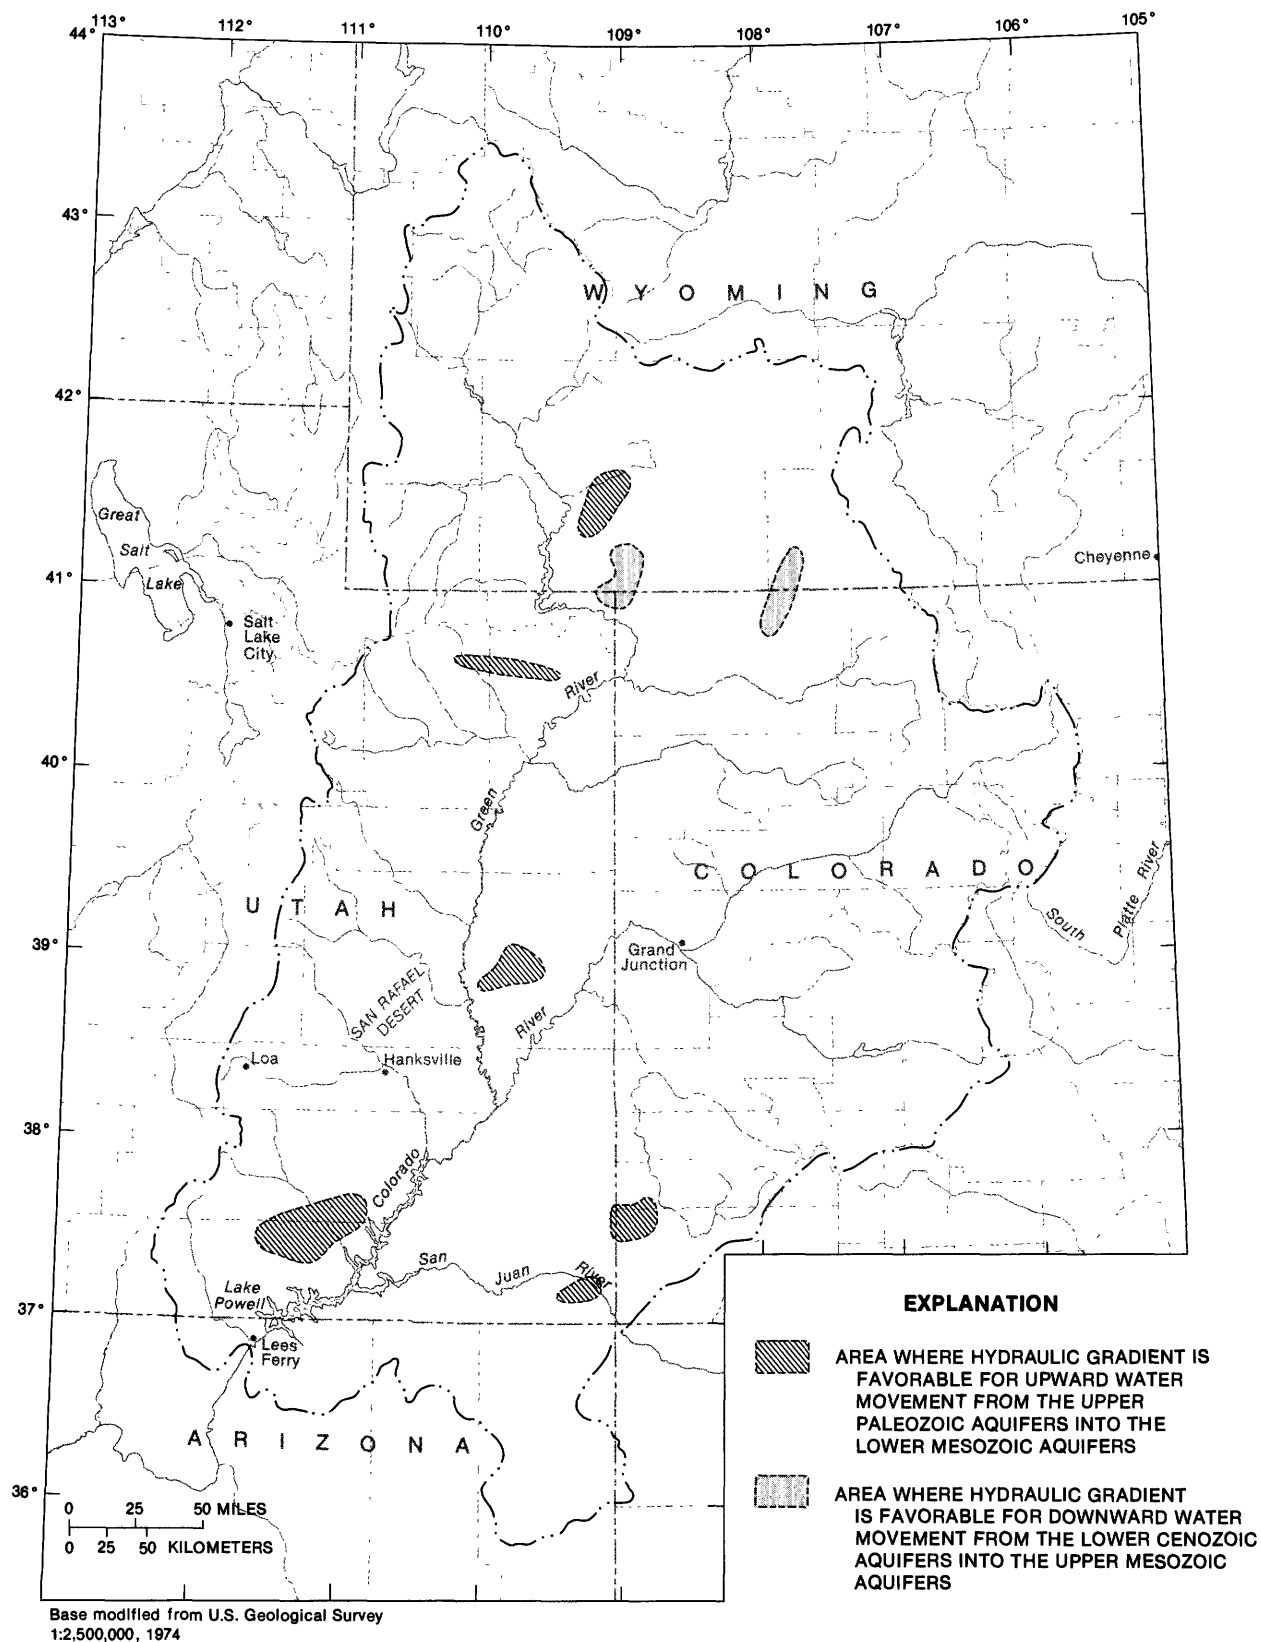 113°
112°
111°
110°
109°
108°
107°
106°
105°
44°
43°
WYOMING
42°
Great
Salt
Lake
Cheyenne
41°
Salt
Lake
City
River
40°
Green
COLORADO
River
Platte
South
UTAH
39°
Grand
Junction
SAN RAFAEL
DESERT
River
Loa
Hanksville
38°
Colorado
San
Juan
River
Lake
Powell
37°
Lees
Ferry
ARIZONA
36°
0 25 50 MILES
0 25 50 KILOMETERS
EXPLANATION
AREA WHERE HYDRAULIC GRADIENT IS
FAVORABLE FOR UPWARD WATER
MOVEMENT FROM THE UPPER
PALEOZOIC AQUIFERS INTO THE
LOWER MESOZOIC AQUIFERS
AREA WHERE HYDRAULIC GRADIENT
IS FAVORABLE FOR DOWNWARD WATER
MOVEMENT FROM THE LOWER CENOZOIC
AQUIFERS INTO THE UPPER MESOZOIC
AQUIFERS
Base modified from U.S. Geological Survey
1:2,500,000, 1974